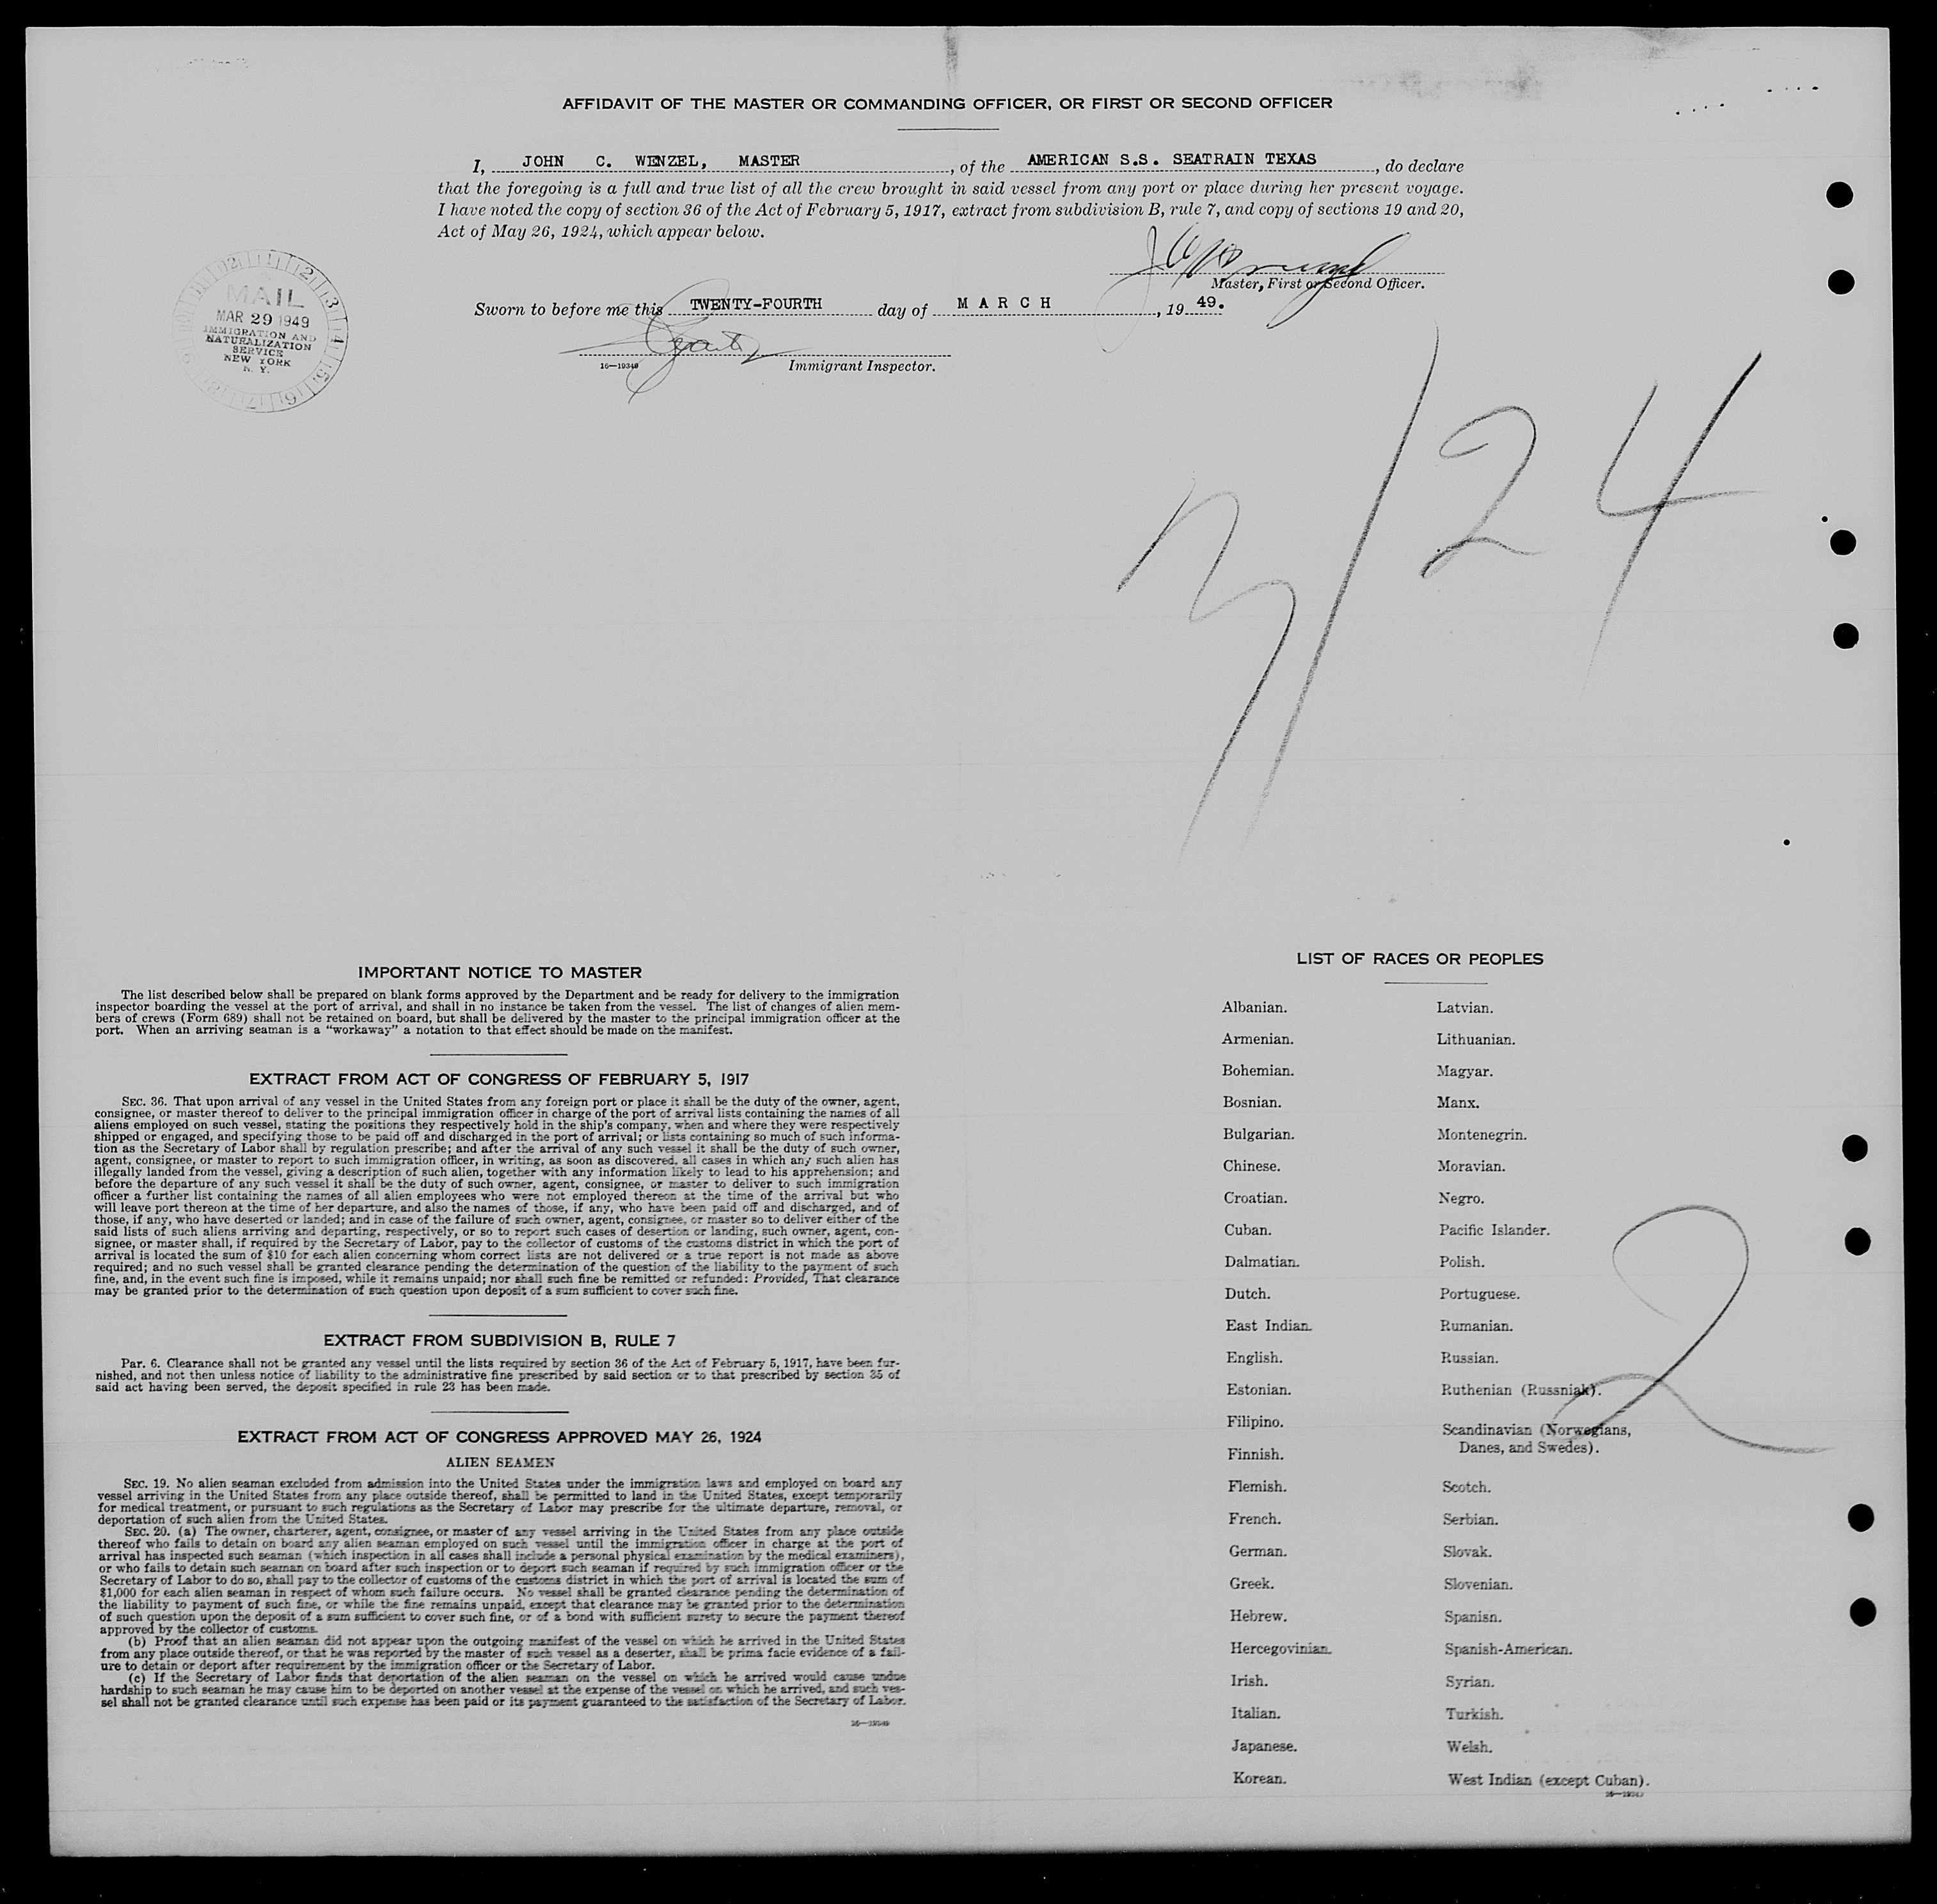 AFFIDAVIT OF THE MASTER OR COMMANDING OFFICER, OR FIRST OR SECOND OFFICER
I, JOHN C. WENZEL, MASTER, of the AMERICAN S.S. SEATRAIN TEXAS, do declare
that the foregoing is a full and true list of all the crew brought in said vessel from any port or place during her present voyage.
I have noted the copy of section 36 of the Act of February 5, 1917, extract from subdivision B, rule 7, and copy of sections 19 and 20,
Act of May 26, 1924, which appear below.
Master, First or Second Officer.
Sworn to before me this TWENTY-FOURTH day of MARCH, 19 49.
16—19349 Immigrant Inspector.
MAIL
MAR 29 1949
IMMIGRATION AND
NATURALIZATION
SERVICE
NEW YORK
N. Y.
3/24
IMPORTANT NOTICE TO MASTER
The list described below shall be prepared on blank forms approved by the Department and be ready for delivery to the immigration
inspector boarding the vessel at the port of arrival, and shall in no instance be taken from the vessel. The list of changes of alien mem-
bers of crews (Form 689) shall not be retained on board, but shall be delivered by the master to the principal immigration officer at the
port. When an arriving seaman is a “workaway” a notation to that effect should be made on the manifest.
EXTRACT FROM ACT OF CONGRESS OF FEBRUARY 5, 1917
SEC. 36. That upon arrival of any vessel in the United States from any foreign port or place it shall be the duty of the owner, agent,
consignee, or master thereof to deliver to the principal immigration officer in charge of the port of arrival lists containing the names of all
aliens employed on such vessel, stating the positions they respectively hold in the ship's company, when and where they were respectively
shipped or engaged, and specifying those to be paid off and discharged in the port of arrival; or lists containing so much of such informa-
tion as the Secretary of Labor shall by regulation prescribe; and after the arrival of any such vessel it shall be the duty of such owner,
agent, consignee, or master to report to such immigration officer, in writing, as soon as discovered, all cases in which any such alien has
illegally landed from the vessel, giving a description of such alien, together with any information likely to lead to his apprehension; and
before the departure of any such vessel it shall be the duty of such owner, agent, consignee, or master to deliver to such immigration
officer a further list containing the names of all alien employees who were not employed thereon at the time of the arrival but who
will leave port thereon at the time of her departure, and also the names of those, if any, who have been paid off and discharged, and of
those, if any, who have deserted or landed; and in case of the failure of such owner, agent, consignee, or master so to deliver either of the
said lists of such aliens arriving and departing, respectively, or so to report such cases of desertion or landing, such owner, agent, con-
signee, or master shall, if required by the Secretary of Labor, pay to the collector of customs of the customs district in which the port of
arrival is located the sum of $10 for each alien concerning whom correct lists are not delivered or a true report is not made as above
required; and no such vessel shall be granted clearance pending the determination of the question of the liability to the payment of such
fine, and, in the event such fine is imposed, while it remains unpaid; nor shall such fine be remitted or refunded: Provided, That clearance
may be granted prior to the determination of such question upon deposit of a sum sufficient to cover such fine.
EXTRACT FROM SUBDIVISION B, RULE 7
Par. 6. Clearance shall not be granted any vessel until the lists required by section 36 of the Act of February 5, 1917, have been fur-
nished, and not then unless notice of liability to the administrative fine prescribed by said section or to that prescribed by section 35 of
said act having been served, the deposit specified in rule 23 has been made.
EXTRACT FROM ACT OF CONGRESS APPROVED MAY 26, 1924
ALIEN SEAMEN
SEC. 19. No alien seaman excluded from admission into the United States under the immigration laws and employed on board any
vessel arriving in the United States from any place outside thereof, shall be permitted to land in the United States, except temporarily
for medical treatment, or pursuant to such regulations as the Secretary of Labor may prescribe for the ultimate departure, removal, or
deportation of such alien from the United States.
SEC. 20. (a) The owner, charterer, agent, consignee, or master of any vessel arriving in the United States from any place outside
thereof who fails to detain on board any alien seaman employed on such vessel until the immigration officer in charge at the port of
arrival has inspected such seaman (which inspection in all cases shall include a personal physical examination by the medical examiners),
or who fails to detain such seaman on board after such inspection or to deport such seaman if required by such immigration officer or the
Secretary of Labor to do so, shall pay to the collector of customs of the customs district in which the port of arrival is located the sum of
$1,000 for each alien seaman in respect of whom such failure occurs. No vessel shall be granted clearance pending the determination of
the liability to payment of such fine, or while the fine remains unpaid, except that clearance may be granted prior to the determination
of such question upon the deposit of a sum sufficient to cover such fine, or of a bond with sufficient surety to secure the payment thereof
approved by the collector of customs.
(b) Proof that an alien seaman did not appear upon the outgoing manifest of the vessel on which he arrived in the United States
from any place outside thereof, or that he was reported by the master of such vessel as a deserter, shall be prima facie evidence of a fail-
ure to detain or deport after requirement by the immigration officer or the Secretary of Labor.
(c) If the Secretary of Labor finds that deportation of the alien seaman on the vessel on which he arrived would cause undue
hardship to such seaman he may cause him to be deported on another vessel at the expense of the vessel on which he arrived, and such ves-
sel shall not be granted clearance until such expense has been paid or its payment guaranteed to the satisfaction of the Secretary of Labor.
16—19349
LIST OF RACES OR PEOPLES
Albanian.
Armenian.
Bohemian.
Bosnian.
Bulgarian.
Chinese.
Croatian.
Cuban.
Dalmatian.
Dutch.
East Indian.
English.
Estonian.
Filipino.
Finnish.
Flemish.
French.
German.
Greek.
Hebrew.
Hercegovinian.
Irish.
Italian.
Japanese.
Korean.
Latvian.
Lithuanian.
Magyar.
Manx.
Montenegrin.
Moravian.
Negro.
Pacific Islander.
Polish.
Portuguese.
Rumanian.
Russian.
Ruthenian (Russniak).
Scandinavian (Norwegians,
Danes, and Swedes).
Scotch.
Serbian.
Slovak.
Slovenian.
Spanish.
Spanish-American.
Syrian.
Turkish.
Welsh.
West Indian (except Cuban).
16—19349
2